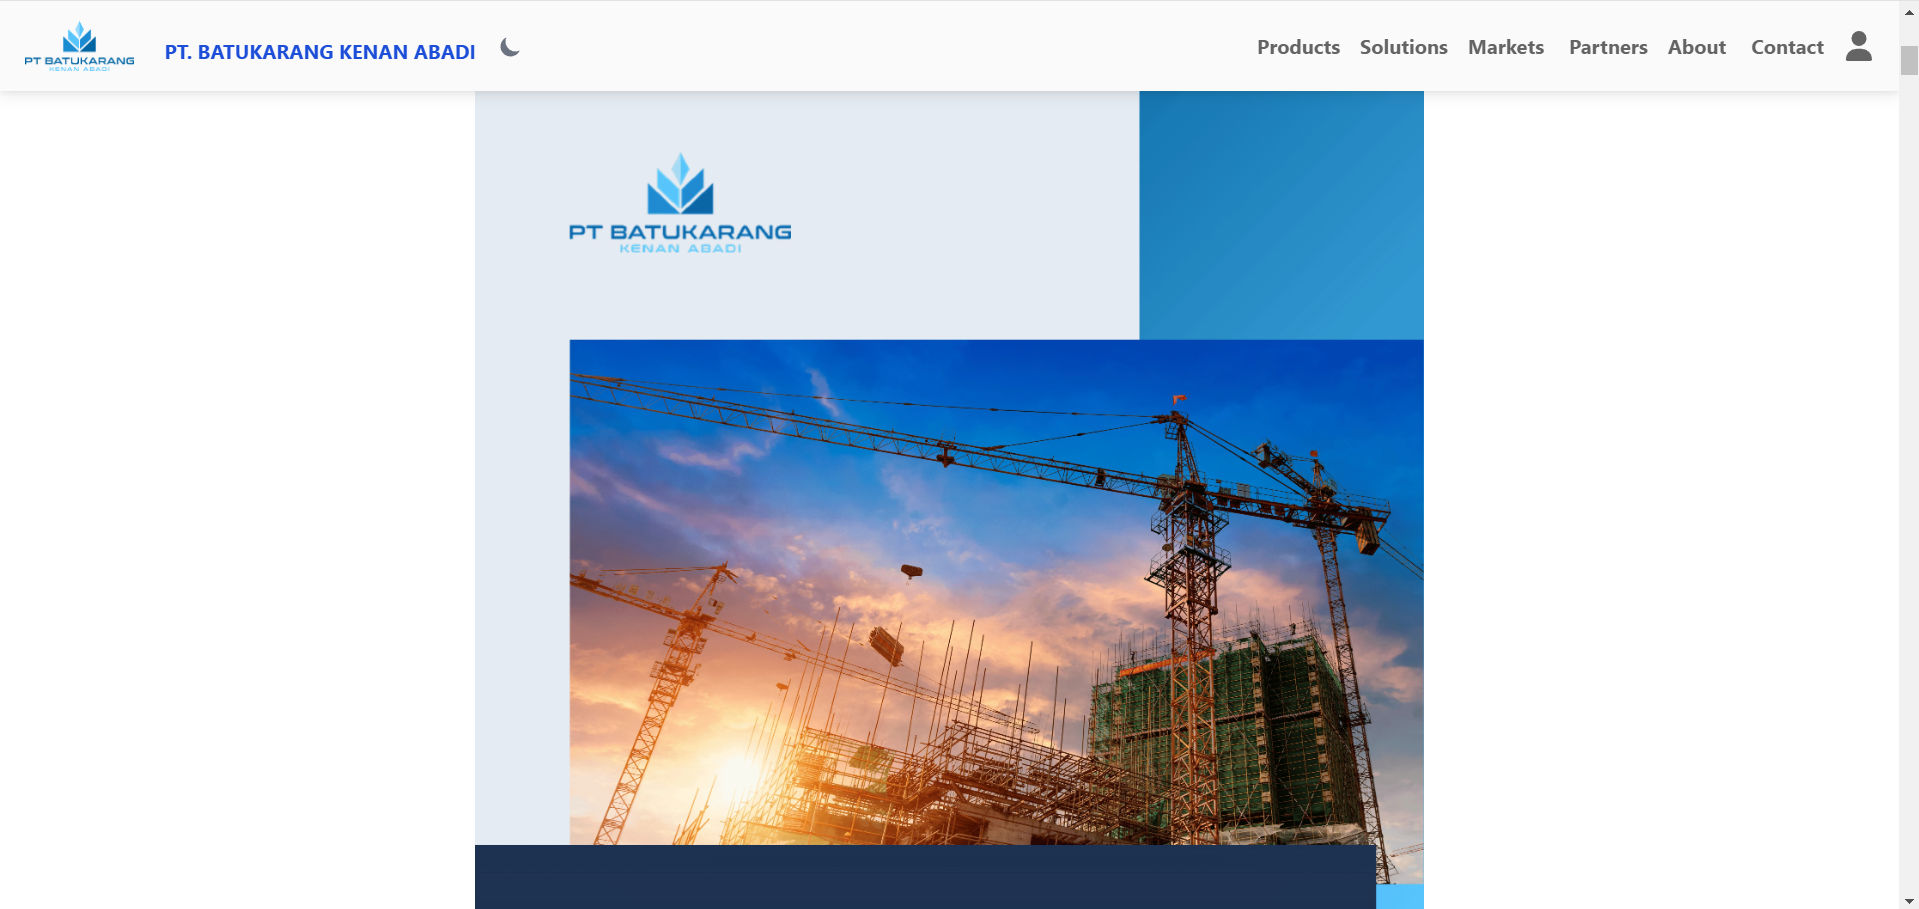 PT BATUKARANG
KENAN ABADI
PT. BATUKARANG KENAN ABADI
Products
Solutions
Markets
Partners
About
Contact
PT BATUKARANG
KENAN ABADI